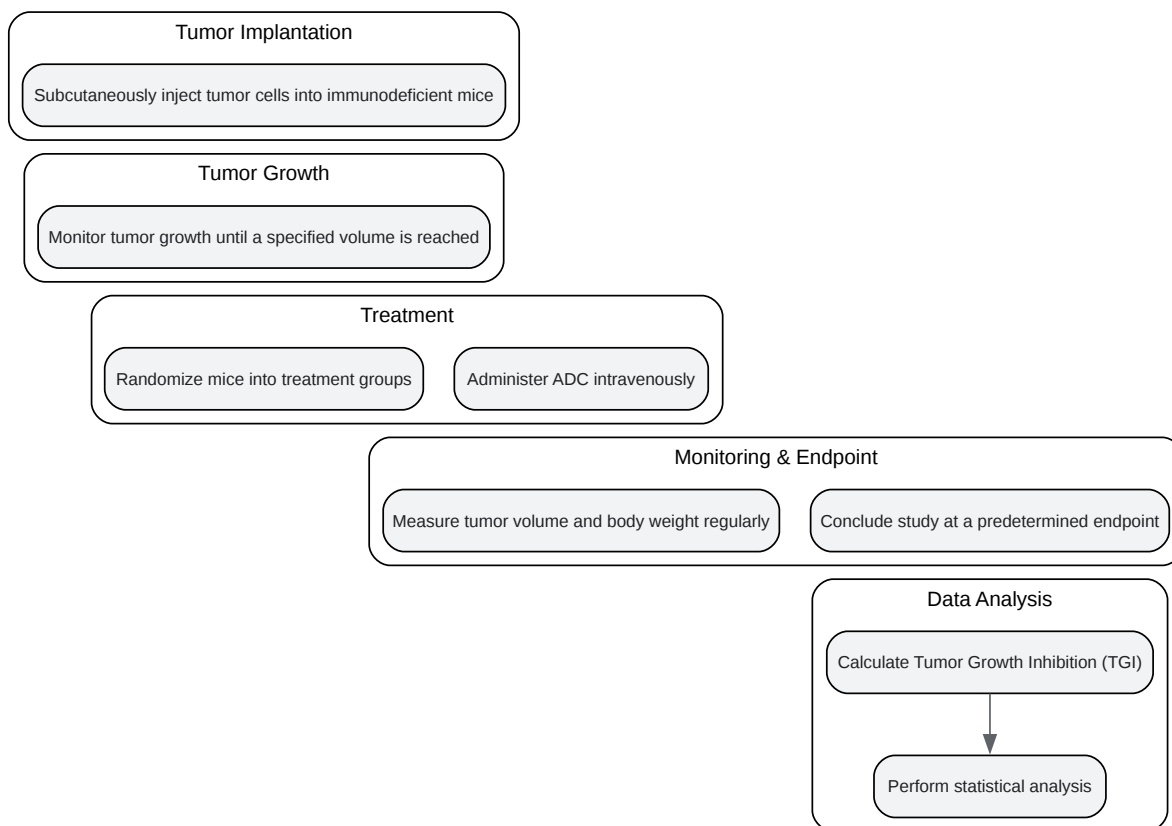 Tumor Implantation
Subcutaneously inject tumor cells into immunodeficient mice
Tumor Growth
Monitor tumor growth until a specified volume is reached
Treatment
Randomize mice into treatment groups
Administer ADC intravenously
Monitoring & Endpoint
Measure tumor volume and body weight regularly
Conclude study at a predetermined endpoint
Data Analysis
Calculate Tumor Growth Inhibition (TGI)
Perform statistical analysis